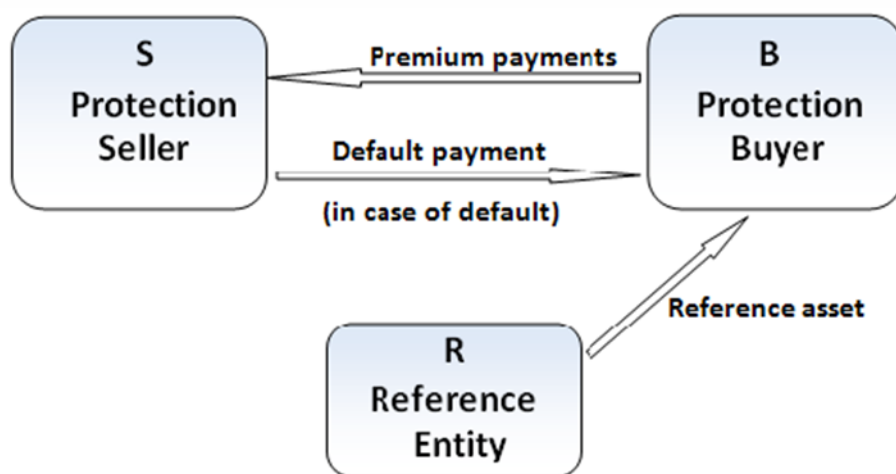 S
Protection
Seller
Premium payments
Default payment
(in case of default)
B
Protection
Buyer
Reference asset
R
Reference
Entity